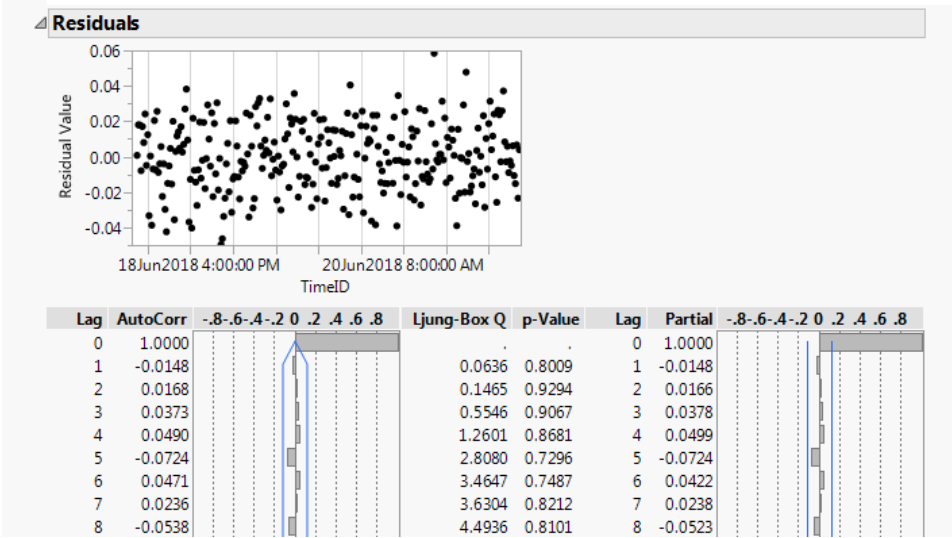 Residuals
0.06
0.04
0.02
0.00
-0.02
-0.04
Residual Value
18Jun2018 4:00:00 PM 20Jun2018 8:00:00 AM
TimeID
Lag AutoCorr -.8-.6-.4-.2 0 .2 .4 .6 .8 Ljung-Box Q p-Value Lag Partial -.8-.6-.4-.2 0 .2 .4 .6 .8
0 1.0000 . . 0 1.0000
1 -0.0148 0.0636 0.8009 1 -0.0148
2 0.0168 0.1465 0.9294 2 0.0166
3 0.0373 0.5546 0.9067 3 0.0378
4 0.0490 1.2601 0.8681 4 0.0499
5 -0.0724 2.8080 0.7296 5 -0.0724
6 0.0471 3.4647 0.7487 6 0.0422
7 0.0236 3.6304 0.8212 7 0.0238
8 -0.0538 4.4936 0.8101 8 -0.0523